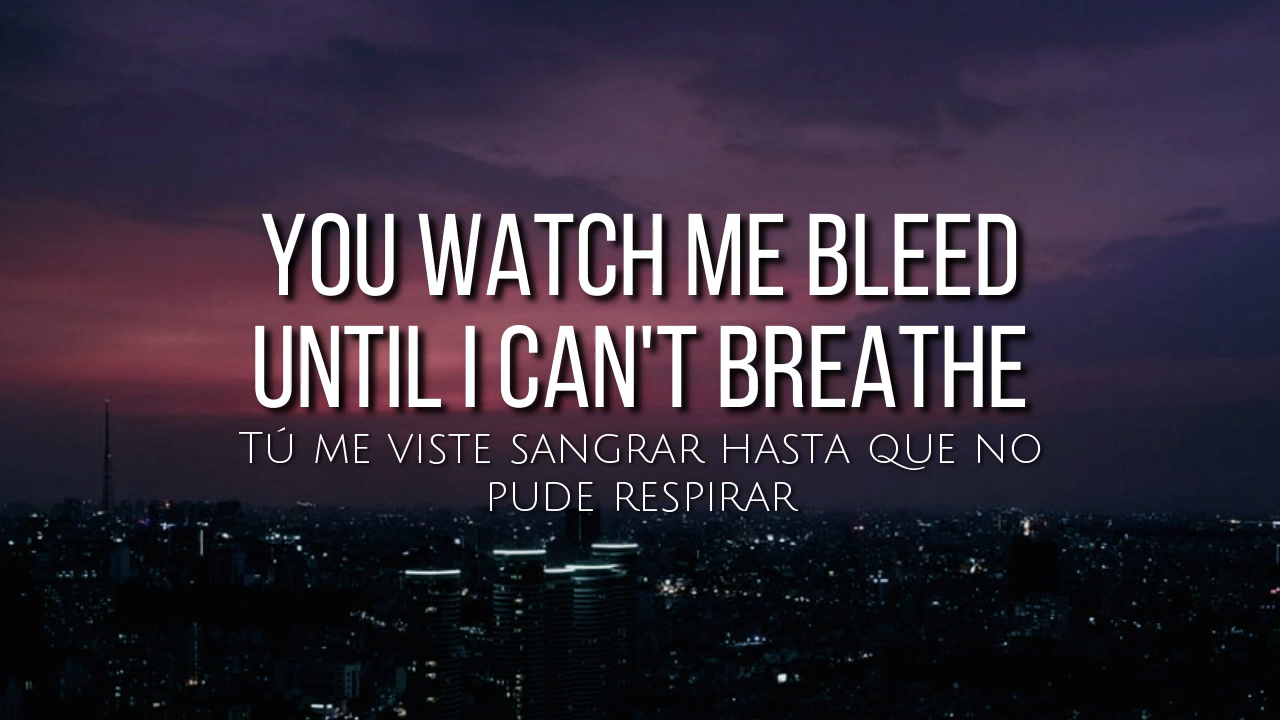 YOU WATCH ME BLEED
UNTIL I CAN'T BREATHE
Tú me viste sangrar hasta que no
pude respirar